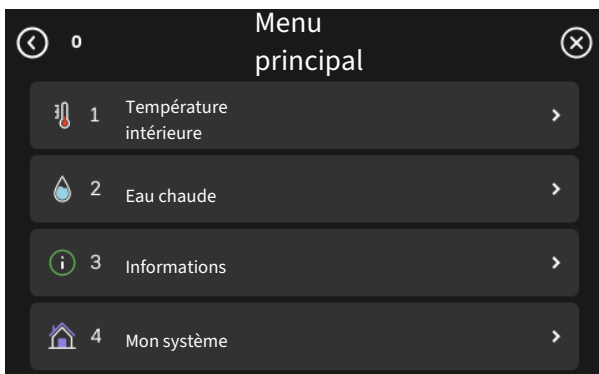 0
Menu
principal
1
Température
intérieure
2
Eau chaude
3
Informations
4
Mon système